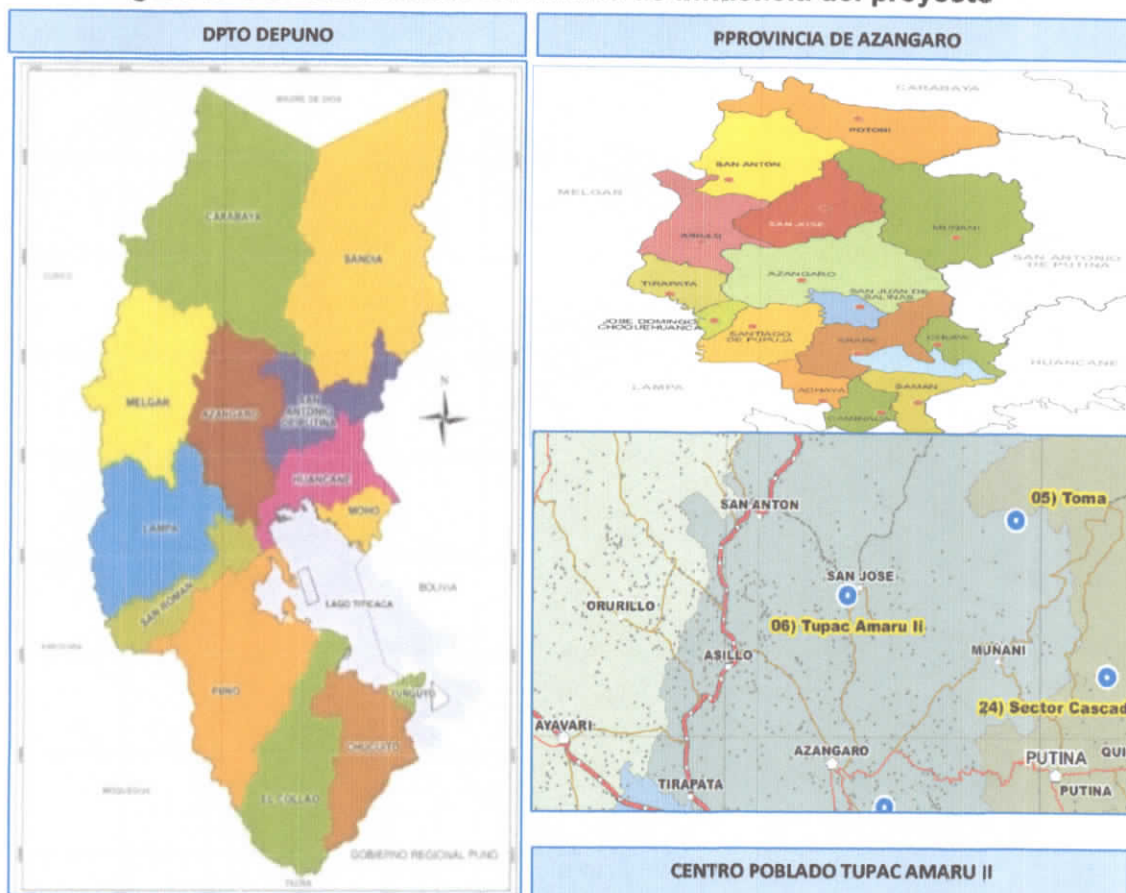 del proyecto
DPTO DEPUNO
PPROVINCIA DE AZANGARO
MADRE DE DIOS
CARABAYA
SANDIA
CUSCO
MELGAR
AZANGARO
SAN
ANTONIO
DE PUTINA
N
HUANCANE
MOHO
LAMPA
SAN ROMAN
BOLIVIA
LAGO TITICACA
PUNO
YUNGUYO
CHUCUITO
MOQUEGUA
EL COLLAO
GOBIERNO REGIONAL PUNO
TACNA
CARABAYA
POTONI
SAN ANTON
MELGAR
SAN JOSE
MUÑANI
SAN ANTONIO
DE PUTINA
AZANGARO
TIRAPATA
SAN JUAN DE
SALINAS
JOSE DOMINGO
CHOQUEHUANCA
SANTIAGO
DE PUPUJA
ARAPA
CHUPA
HUANCANE
LAMPA
ACHAYA
SAMAN
CAMINACA
SAN ANTON
05) Toma
SAN JOSE
ORURILLO
06) Tupac Amaru Ii
ASILLO
MUÑANI
24) Sector Cascad
AYAVARI
AZANGARO
PUTINA
QUI
TIRAPATA
PUTINA
CENTRO POBLADO TUPAC AMARU II